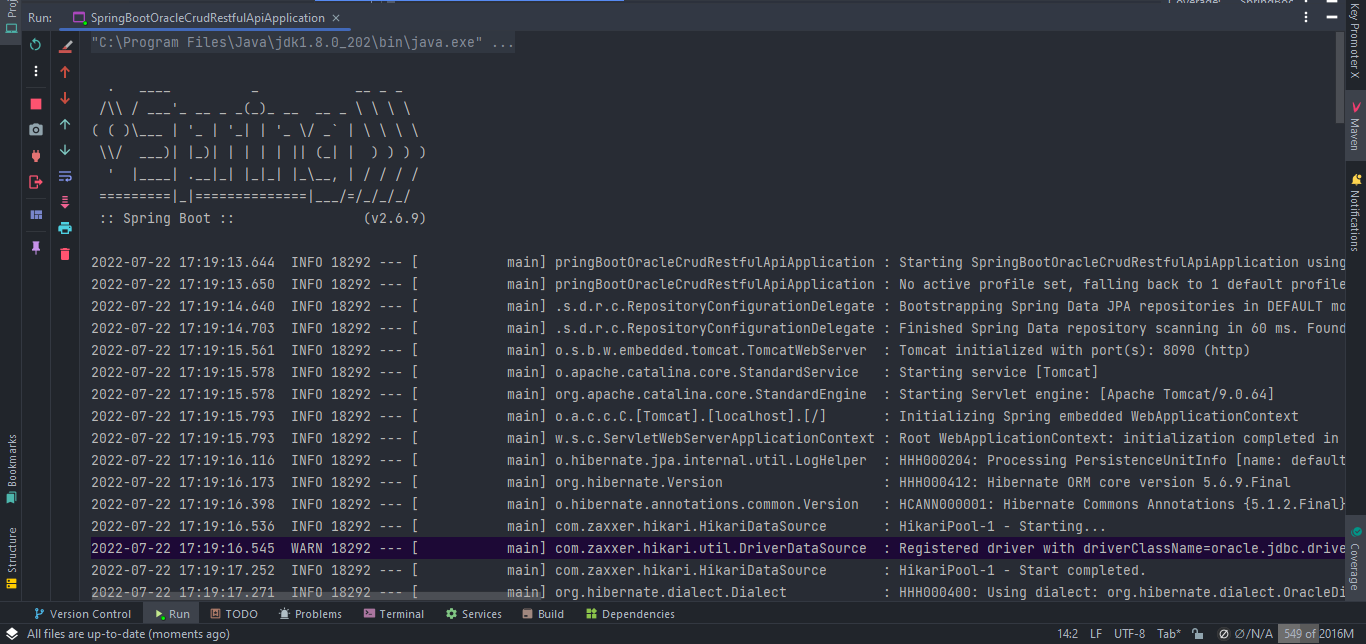 Run: SpringBootOracleCrudRestfulApiApplication ×
"C:\Program Files\Java\jdk1.8.0_202\bin\java.exe" ...
  .   ____          _            __ _ _
 /\\ / ___'_ __ _ _(_)_ __  __ _ \ \ \ \
( ( )\___ | '_ | '_| | '_ \/ _` | \ \ \ \
 \\/  ___)| |_)| | | | | || (_| |  ) ) ) )
  '  |____| .__|_| |_|_| |_\__, | / / / /
 =========|_|==============|___/=/_/_/_/
 :: Spring Boot ::                (v2.6.9)
2022-07-22 17:19:13.644  INFO 18292 --- [           main] pringBootOracleCrudRestfulApiApplication : Starting SpringBootOracleCrudRestfulApiApplication using
2022-07-22 17:19:13.650  INFO 18292 --- [           main] pringBootOracleCrudRestfulApiApplication : No active profile set, falling back to 1 default profile
2022-07-22 17:19:14.640  INFO 18292 --- [           main] .s.d.r.c.RepositoryConfigurationDelegate : Bootstrapping Spring Data JPA repositories in DEFAULT mo
2022-07-22 17:19:14.703  INFO 18292 --- [           main] .s.d.r.c.RepositoryConfigurationDelegate : Finished Spring Data repository scanning in 60 ms. Found
2022-07-22 17:19:15.561  INFO 18292 --- [           main] o.s.b.w.embedded.tomcat.TomcatWebServer  : Tomcat initialized with port(s): 8090 (http)
2022-07-22 17:19:15.578  INFO 18292 --- [           main] o.apache.catalina.core.StandardService   : Starting service [Tomcat]
2022-07-22 17:19:15.578  INFO 18292 --- [           main] org.apache.catalina.core.StandardEngine  : Starting Servlet engine: [Apache Tomcat/9.0.64]
2022-07-22 17:19:15.793  INFO 18292 --- [           main] o.a.c.c.C.[Tomcat].[localhost].[/]       : Initializing Spring embedded WebApplicationContext
2022-07-22 17:19:15.793  INFO 18292 --- [           main] w.s.c.ServletWebServerApplicationContext : Root WebApplicationContext: initialization completed in
2022-07-22 17:19:16.116  INFO 18292 --- [           main] o.hibernate.jpa.internal.util.LogHelper  : HHH000204: Processing PersistenceUnitInfo [name: default
2022-07-22 17:19:16.173  INFO 18292 --- [           main] org.hibernate.Version                    : HHH000412: Hibernate ORM core version 5.6.9.Final
2022-07-22 17:19:16.398  INFO 18292 --- [           main] o.hibernate.annotations.common.Version   : HCANN000001: Hibernate Commons Annotations {5.1.2.Final}
2022-07-22 17:19:16.536  INFO 18292 --- [           main] com.zaxxer.hikari.HikariDataSource       : HikariPool-1 - Starting...
2022-07-22 17:19:16.545  WARN 18292 --- [           main] com.zaxxer.hikari.util.DriverDataSource  : Registered driver with driverClassName=oracle.jdbc.drive
2022-07-22 17:19:17.252  INFO 18292 --- [           main] com.zaxxer.hikari.HikariDataSource       : HikariPool-1 - Start completed.
2022-07-22 17:19:17.271  INFO 18292 --- [           main] org.hibernate.dialect.Dialect            : HHH000400: Using dialect: org.hibernate.dialect.OracleDi
Bookmarks
Structure
Key Promoter X
Maven
Notifications
Coverage
Version Control Run TODO Problems Terminal Services Build Dependencies
All files are up-to-date (moments ago) 14:2 LF UTF-8 Tab* Ø/N/A 549 of 2016M